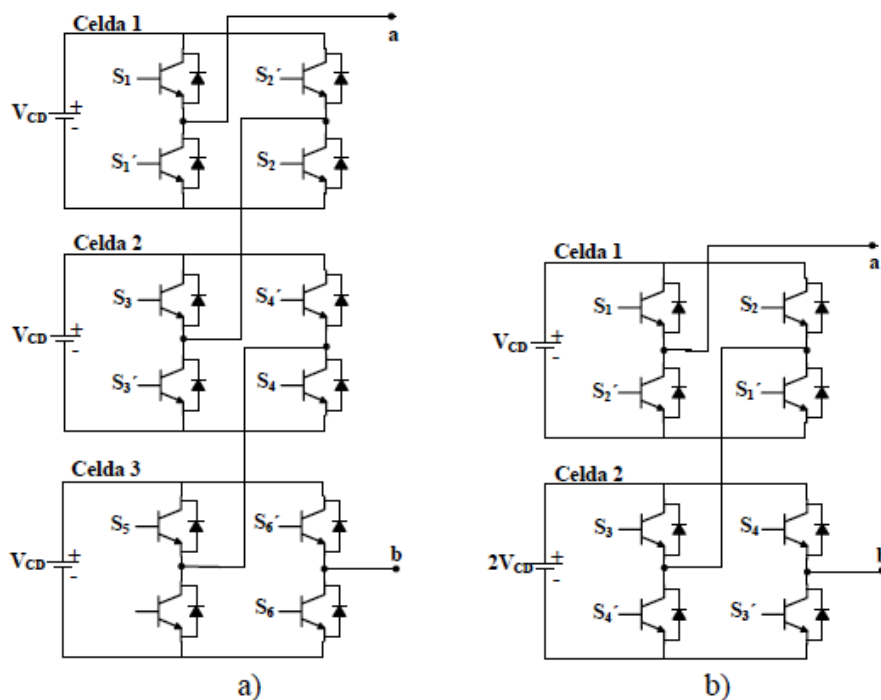 Celda 1
a
S1
S2´
VCD
+
-
S1´
S2
Celda 2
S3
S4´
VCD
+
-
S3´
S4
Celda 3
S5
S6´
VCD
+
-
b
S6
a)
Celda 1
a
S1
S2
VCD
+
-
S2´
S1´
Celda 2
S3
S4
2VCD
+
-
S4´
S3´
b)